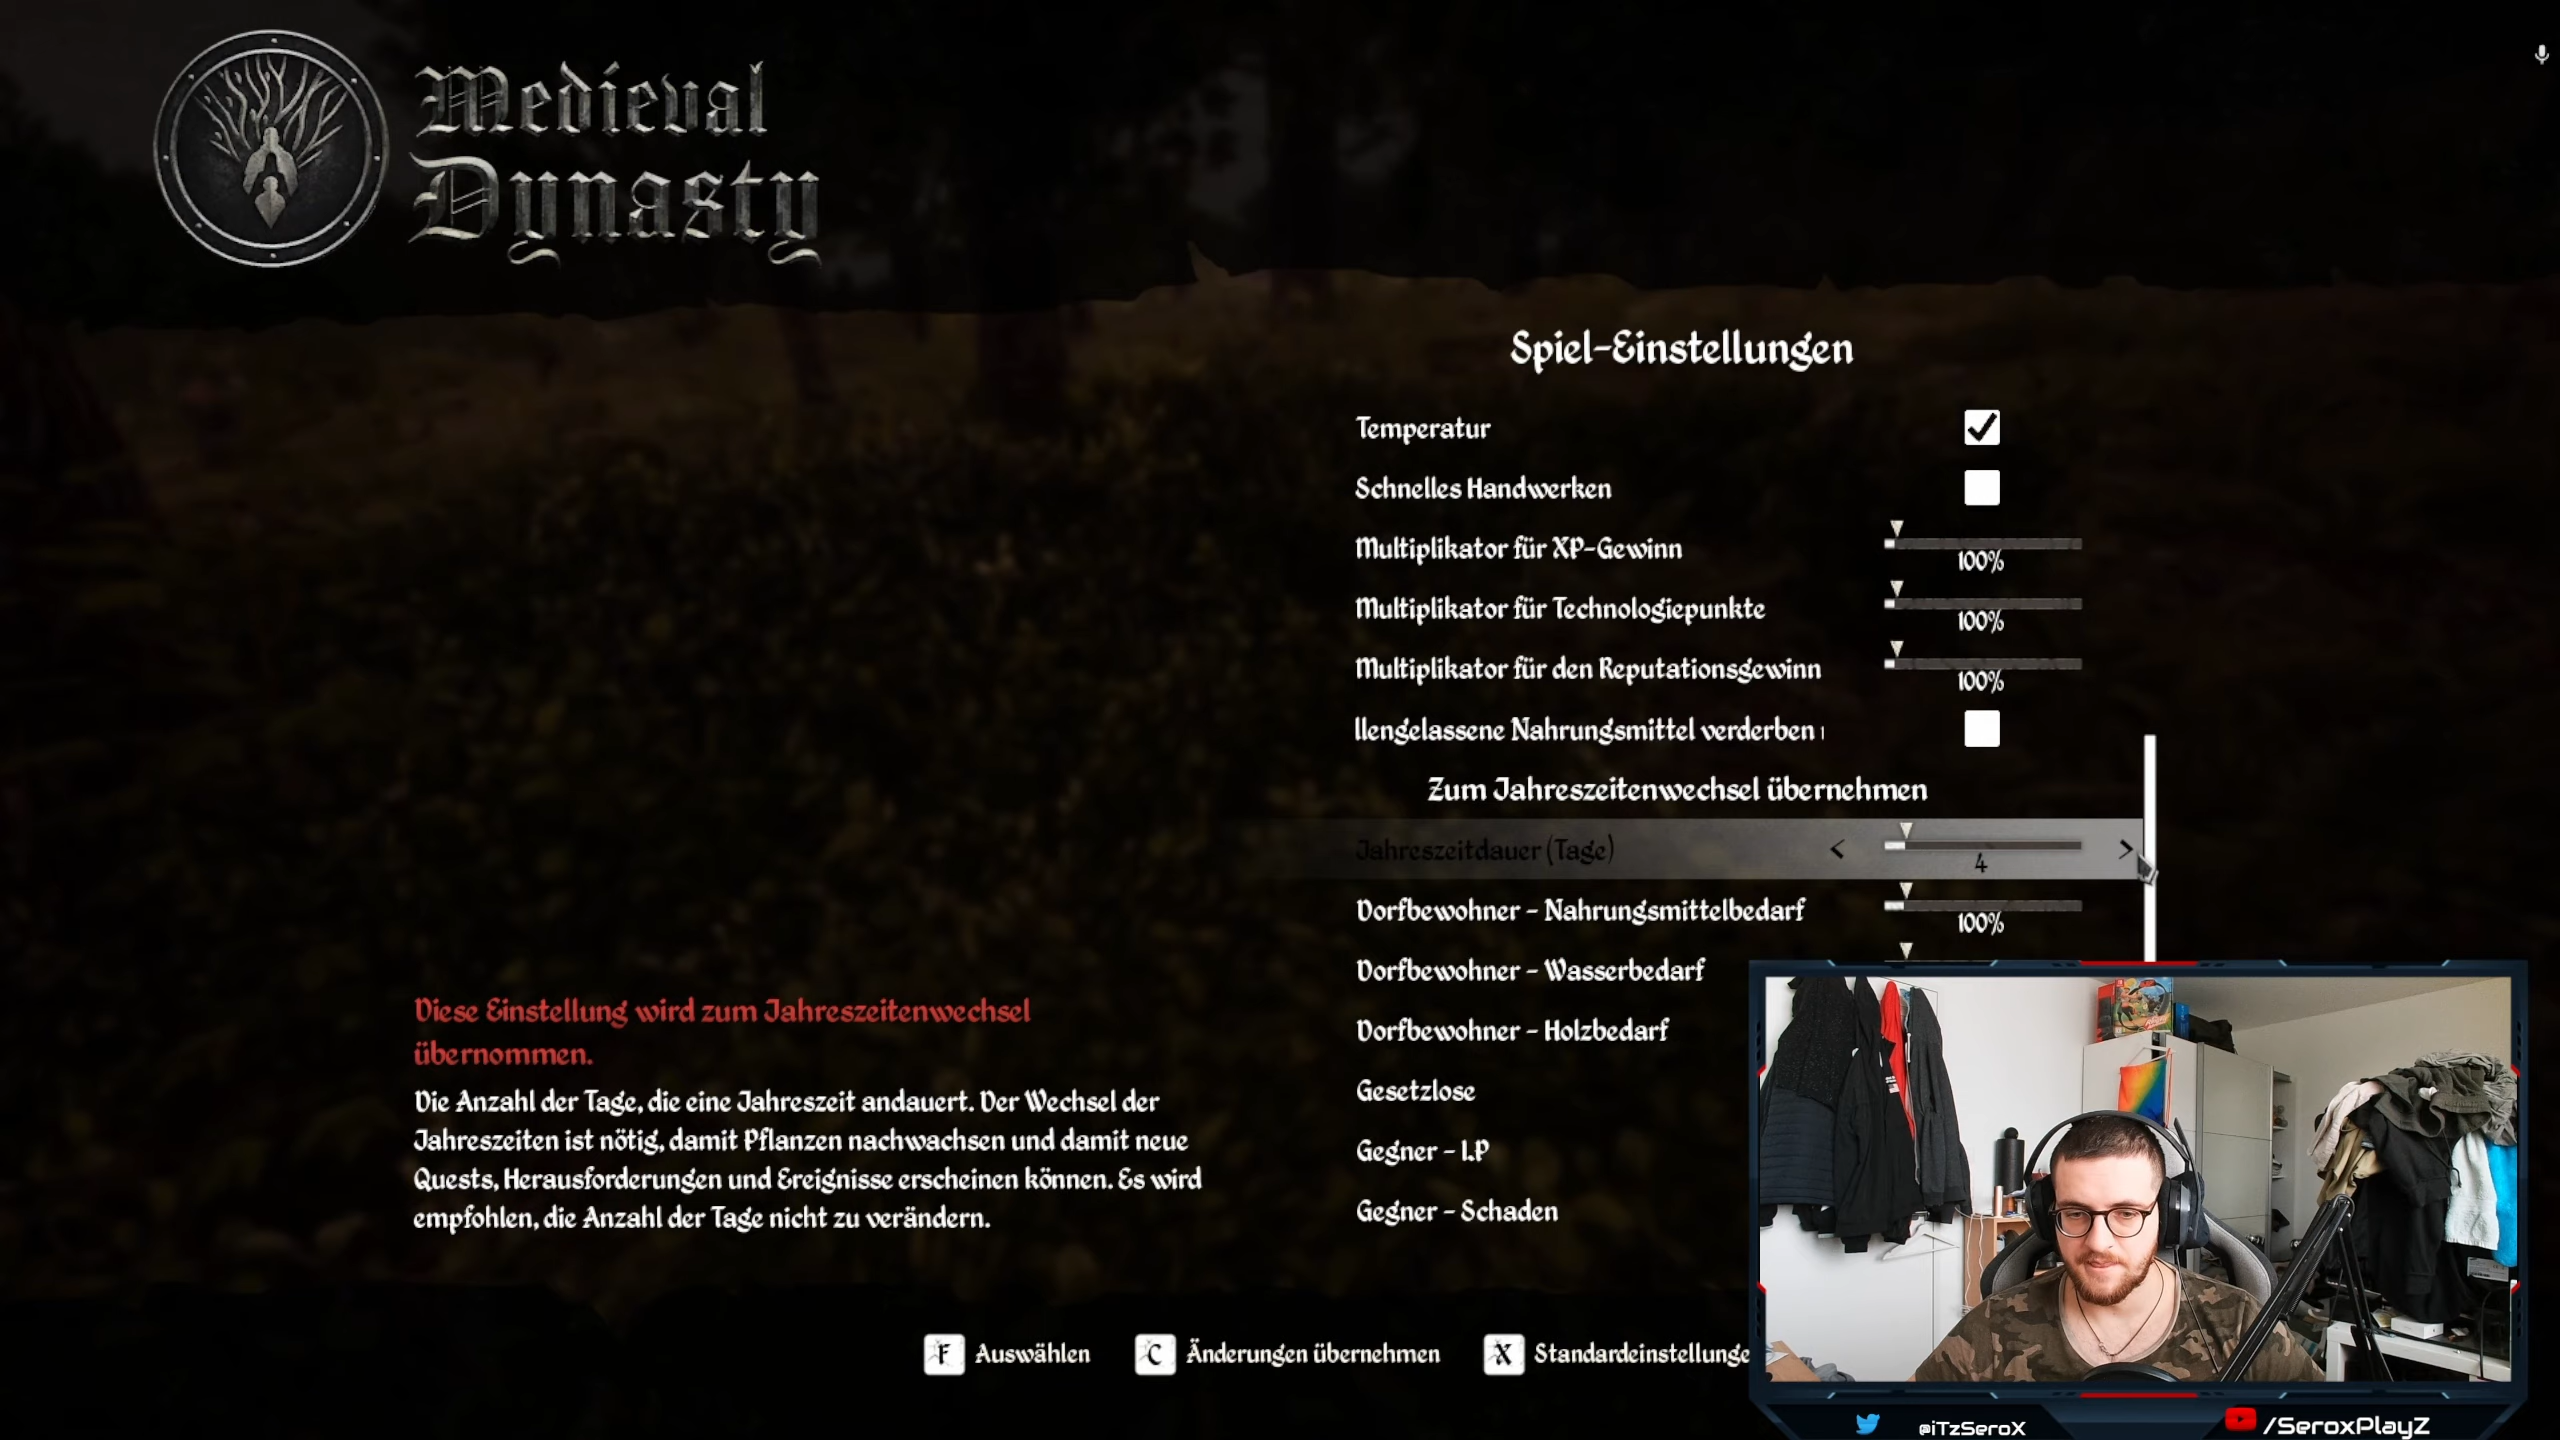 Medieval
Dynasty
Spiel-Einstellungen
Temperatur
Schnelles Handwerken
Multiplikator für XP-Gewinn
100%
Multiplikator für Technologiepunkte
100%
Multiplikator für den Reputationsgewinn
100%
llengelassene Nahrungsmittel verderben
Zum Jahreszeitenwechsel übernehmen
Jahreszeitdauer (Tage)
< >
4
Dorfbewohner - Nahrungsmittelbedarf
100%
Dorfbewohner - Wasserbedarf
Dorfbewohner - Holzbedarf
Gesetzlose
Gegner - LP
Gegner - Schaden
Diese Einstellung wird zum Jahreszeitenwechsel
übernommen.
Die Anzahl der Tage, die eine Jahreszeit andauert. Der Wechsel der
Jahreszeiten ist nötig, damit Pflanzen nachwachsen und damit neue
Quests, Herausforderungen und Ereignisse erscheinen können. Es wird
empfohlen, die Anzahl der Tage nicht zu verändern.
F Auswählen C Änderungen übernehmen X Standardeinstellunge
@iTzSeroX /SeroxPlayZ